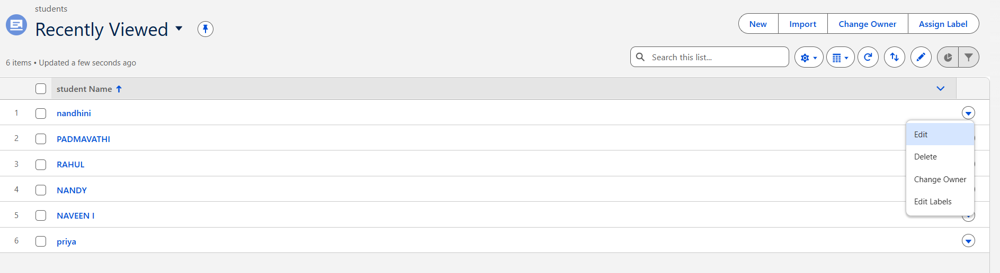 students
Recently Viewed
New Import Change Owner Assign Label
6 items • Updated a few seconds ago
Search this list...
student Name
1 nandhini
2 PADMAVATHI
3 RAHUL
4 NANDY
5 NAVEEN I
6 priya
Edit
Delete
Change Owner
Edit Labels